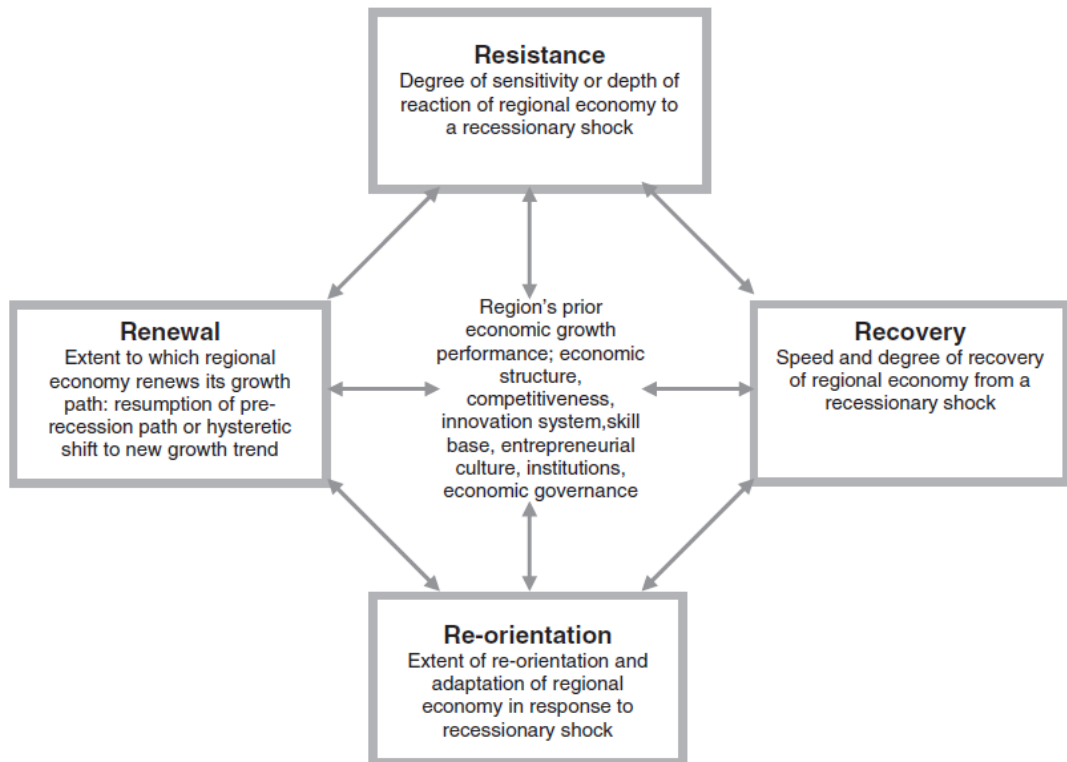 Resistance
Degree of sensitivity or depth of
reaction of regional economy to
a recessionary shock
Renewal
Extent to which regional
economy renews its growth
path: resumption of pre-
recession path or hysteretic
shift to new growth trend
Region's prior
economic growth
performance; economic
structure,
competitiveness,
innovation system,skill
base, entrepreneurial
culture, institutions,
economic governance
Recovery
Speed and degree of recovery
of regional economy from a
recessionary shock
Re-orientation
Extent of re-orientation and
adaptation of regional
economy in response to
recessionary shock